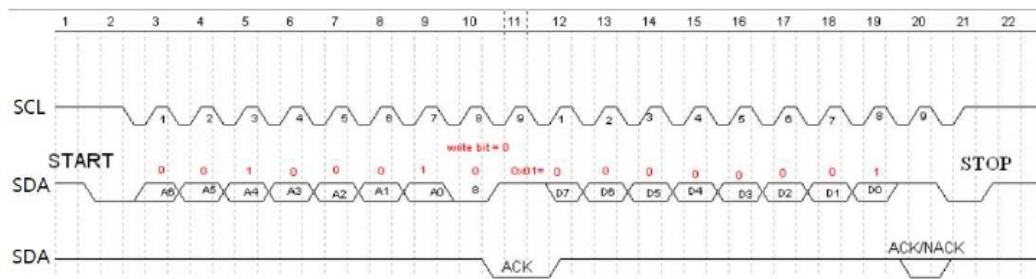 1 2 3 4 5 6 7 8 9 10 11 12 13 14 15 16 17 18 19 20 21 22
SCL 1 2 3 4 5 6 7 8 9 1 2 3 4 5 6 7 8 9
write bit = 0
START 0 0 1 0 0 0 1 0 0x01= 0 0 0 0 0 0 0 1 STOP
SDA A6 A5 A4 A3 A2 A1 A0 8 D7 D6 D5 D4 D3 D2 D1 D0
SDA ACK ACK/NACK